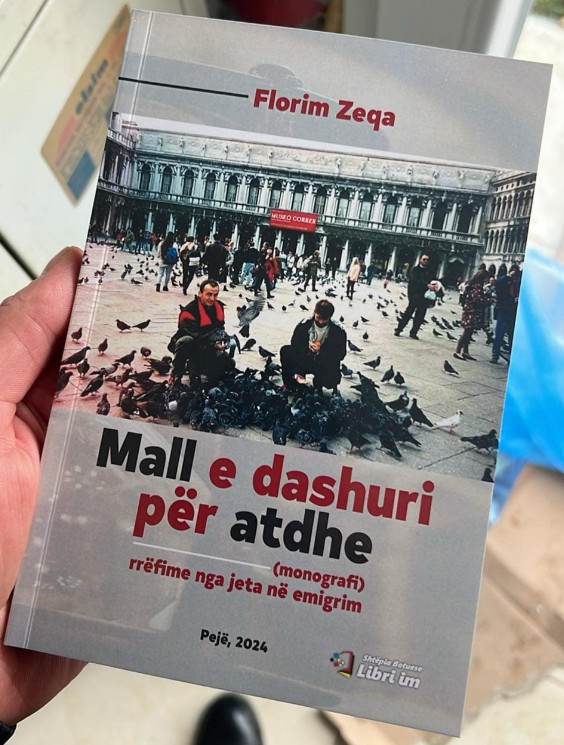 Florim Zeqa
MUSEO CORRER
Mall e dashuri
për atdhe
(monografi)
rrëfime nga jeta në emigrim
Pejë, 2024
Shtëpia Botuese
Libri im